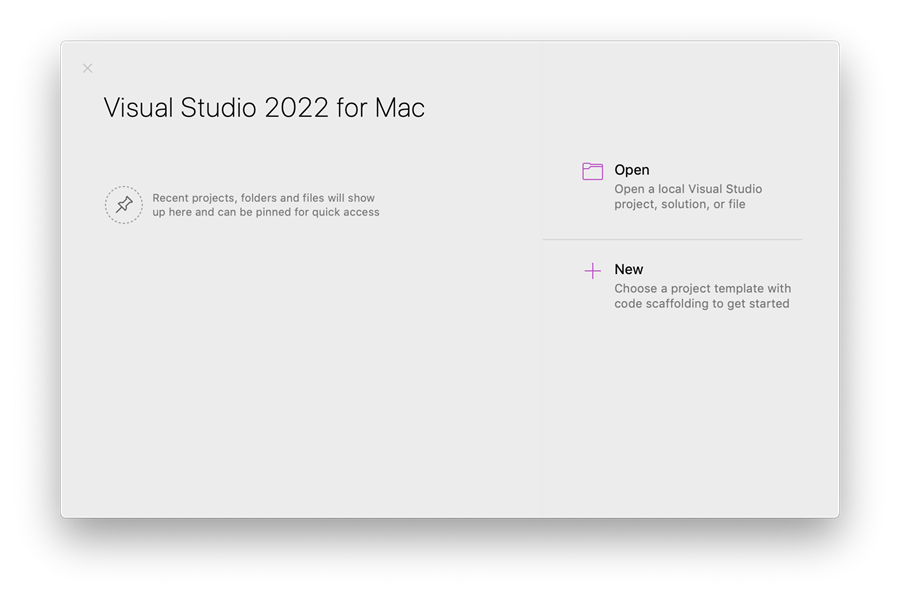 Visual Studio 2022 for Mac
Recent projects, folders and files will show
up here and can be pinned for quick access
Open
Open a local Visual Studio
project, solution, or file
New
Choose a project template with
code scaffolding to get started